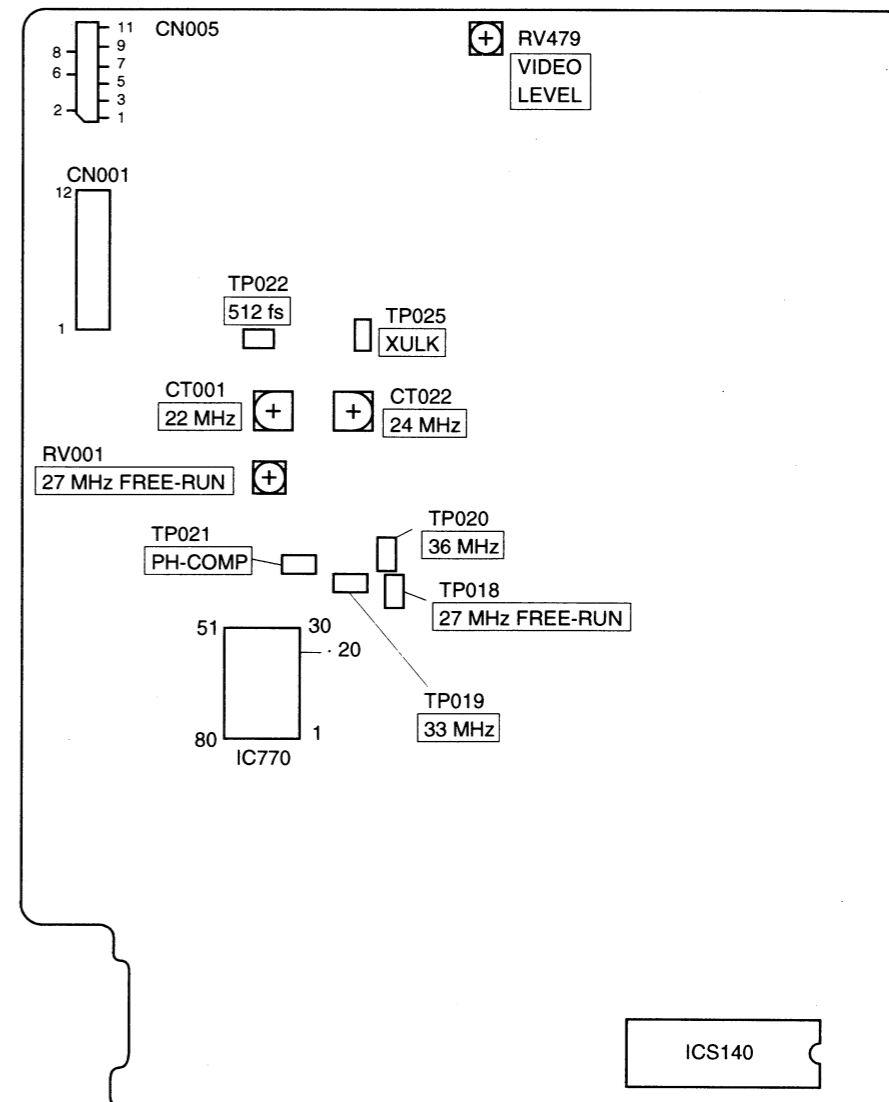 11 CN005
9
8
7
6
5
3
2
1
RV479
VIDEO
LEVEL
CN001
12
1
TP022
512 fs
TP025
XULK
CT001
22 MHz
CT022
24 MHz
RV001
27 MHz FREE-RUN
TP021
PH-COMP
TP020
36 MHz
TP018
27 MHz FREE-RUN
51 30
20
TP019
33 MHz
80 1
IC770
ICS140